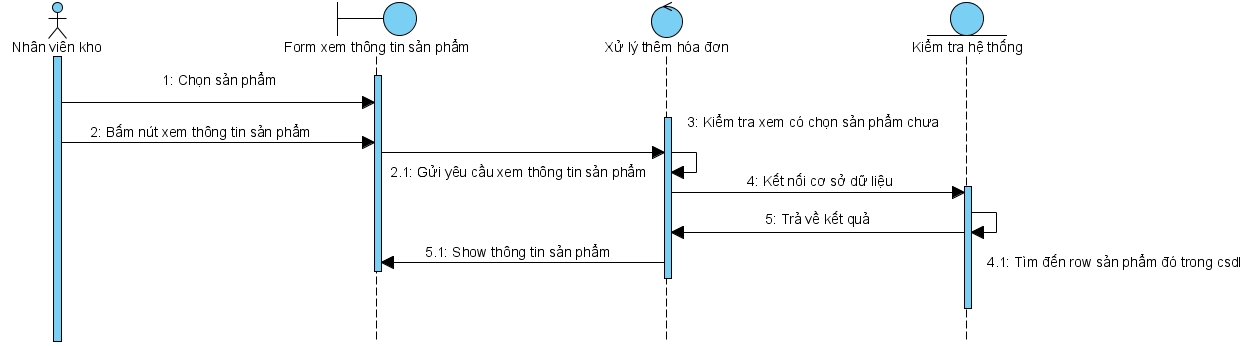 Nhân viên kho
Form xem thông tin sản phẩm
Xử lý thêm hóa đơn
Kiểm tra hệ thống
1: Chọn sản phẩm
2: Bấm nút xem thông tin sản phẩm
3: Kiểm tra xem có chọn sản phẩm chưa
2.1: Gửi yêu cầu xem thông tin sản phẩm
4: Kết nối cơ sở dữ liệu
5: Trả về kết quả
5.1: Show thông tin sản phẩm
4.1: Tìm đến row sản phẩm đó trong csdl